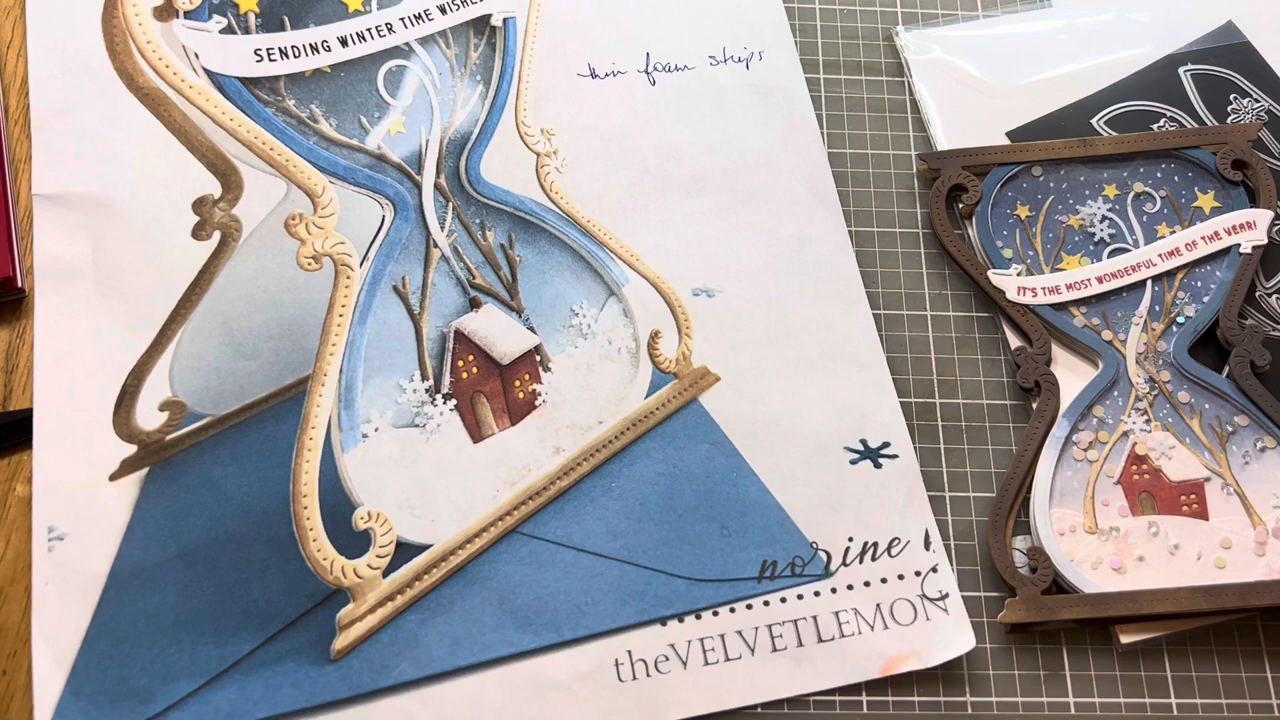 SENDING WINTER TIME WISHES
thin foam strips
IT'S THE MOST WONDERFUL TIME OF THE YEAR!
norine
theVELVETLEMON